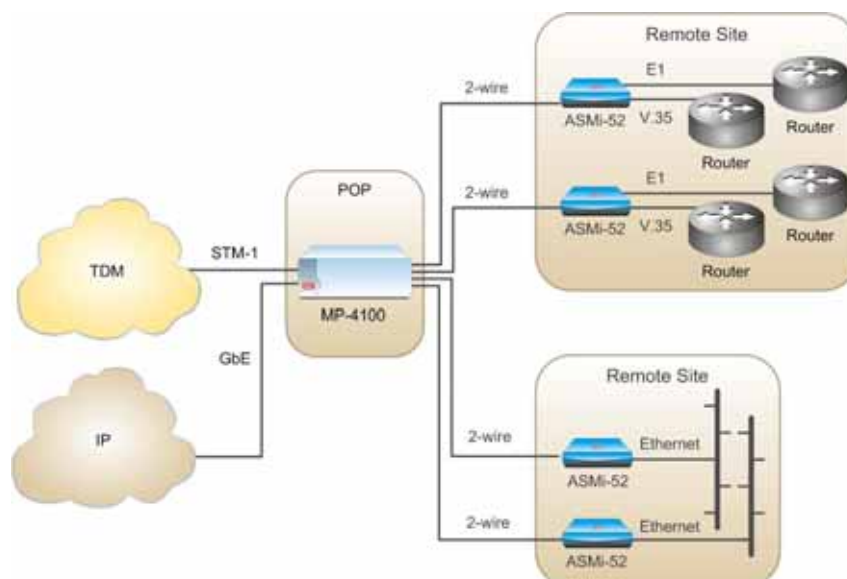 Remote Site
E1
2-wire
ASMi-52
V.35
Router
Router
E1
2-wire
ASMi-52
V.35
Router
Router
POP
STM-1
TDM
MP-4100
GbE
IP
Remote Site
2-wire
Ethernet
ASMi-52
2-wire
Ethernet
ASMi-52